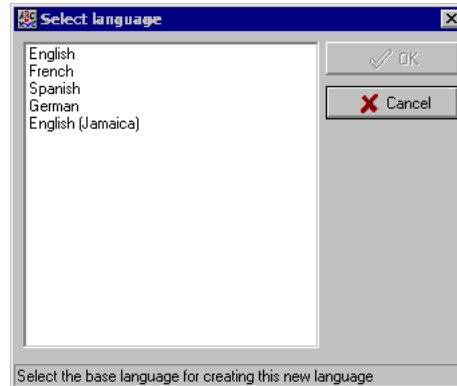 Select language
English
French
Spanish
German
English (Jamaica)
OK
Cancel
Select the base language for creating this new language